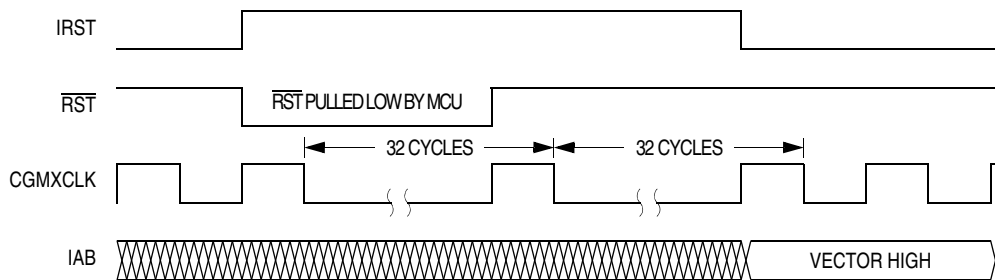 IRST
RST
RST PULLED LOW BY MCU
32 CYCLES
32 CYCLES
CGMXCLK
IAB
VECTOR HIGH